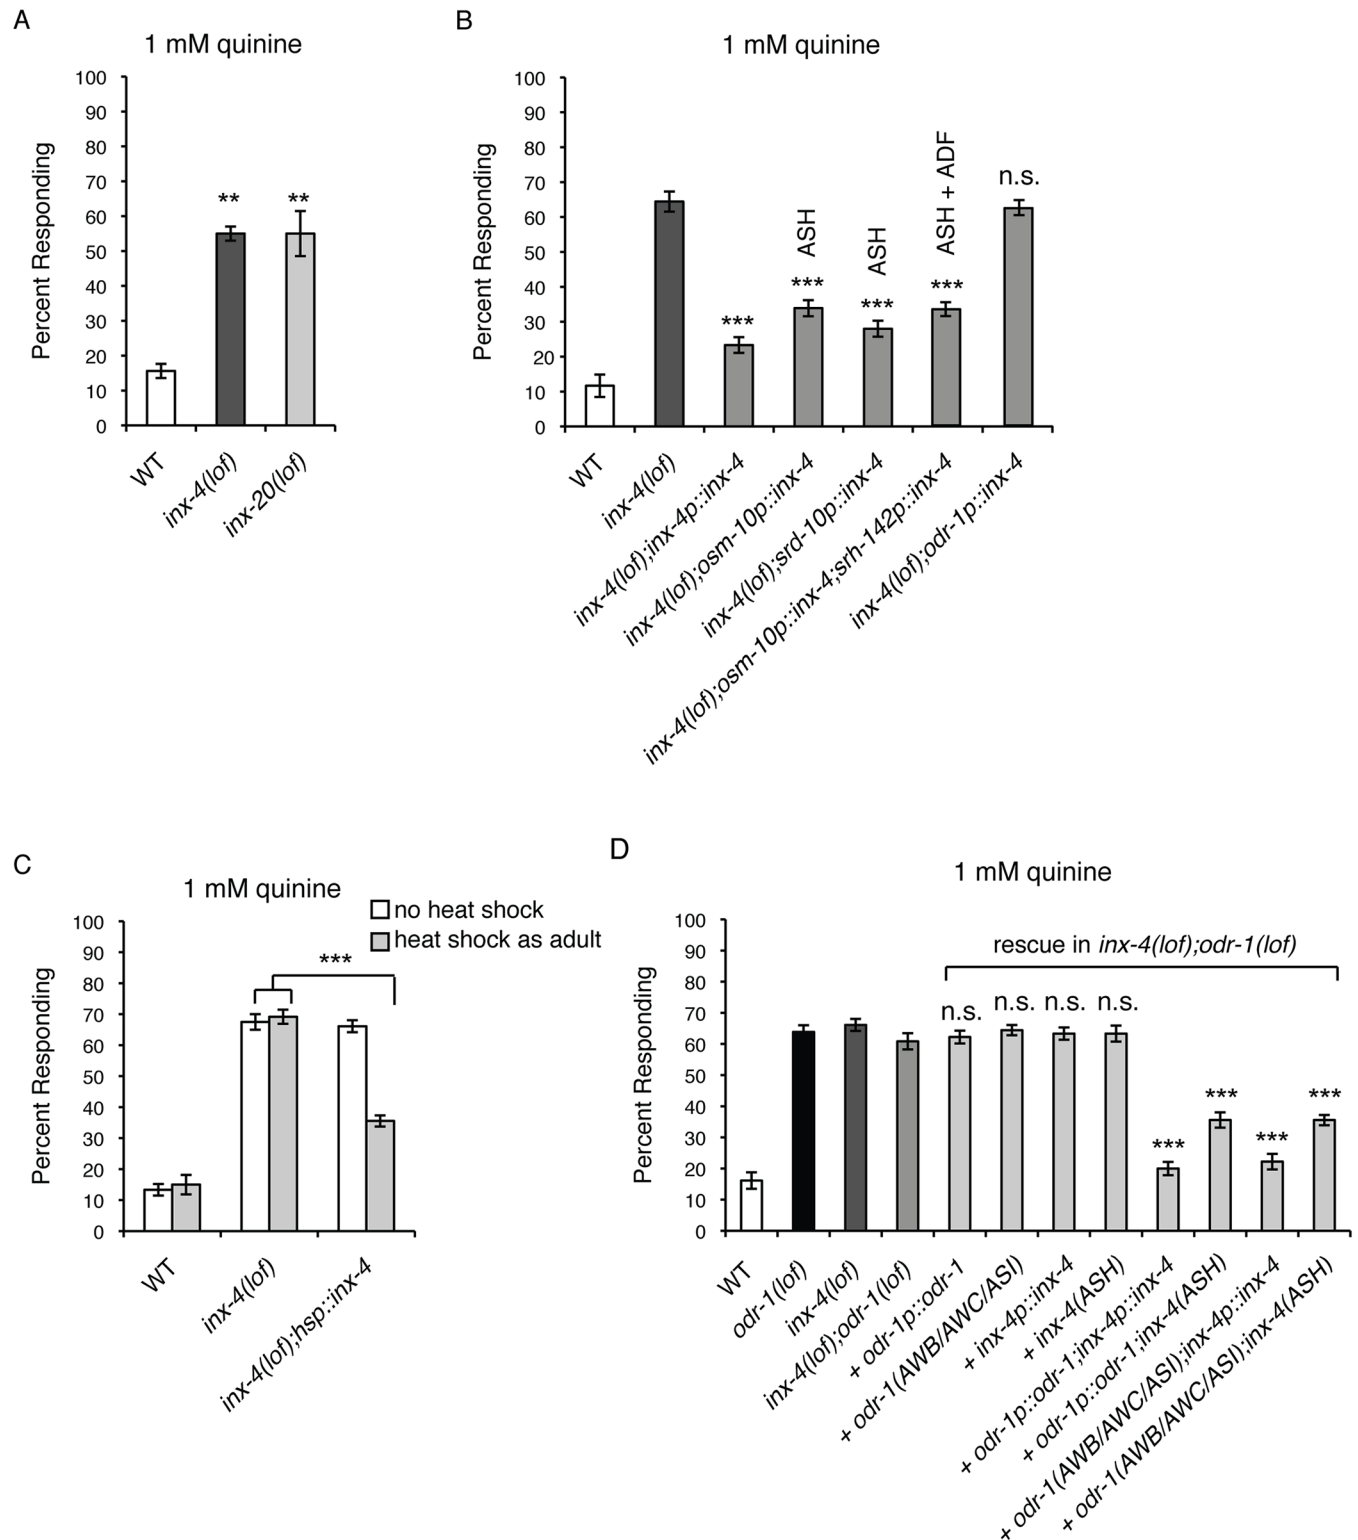 A
1 mM quinine
Percent Responding
100
90
80
70
60
50
40
30
20
10
0
**
**
WT
inx-4(lof)
inx-20(lof)
B
1 mM quinine
Percent Responding
100
90
80
70
60
50
40
30
20
10
0
***
*** ASH
*** ASH
*** ASH + ADF
n.s.
WT
inx-4(lof)
inx-4(lof);inx-4p::inx-4
inx-4(lof);osm-10p::inx-4
inx-4(lof);srd-10p::inx-4
inx-4(lof);osm-10p::inx-4;srh-142p::inx-4
inx-4(lof);odr-1p::inx-4
C
1 mM quinine
no heat shock
heat shock as adult
Percent Responding
100
90
80
70
60
50
40
30
20
10
0
***
WT
inx-4(lof)
inx-4(lof);hsp::inx-4
D
1 mM quinine
rescue in inx-4(lof);odr-1(lof)
Percent Responding
100
90
80
70
60
50
40
30
20
10
0
n.s.
n.s.
n.s.
n.s.
***
***
***
***
WT
odr-1(lof)
inx-4(lof)
inx-4(lof);odr-1(lof)
+ odr-1p::odr-1
+ odr-1(AWB/AWC/ASI)
+ inx-4p::inx-4
+ inx-4(ASH)
+ odr-1p::odr-1;inx-4p::inx-4
+ odr-1p::odr-1;inx-4(ASH)
+ odr-1(AWB/AWC/ASI);inx-4p::inx-4
+ odr-1(AWB/AWC/ASI);inx-4(ASH)